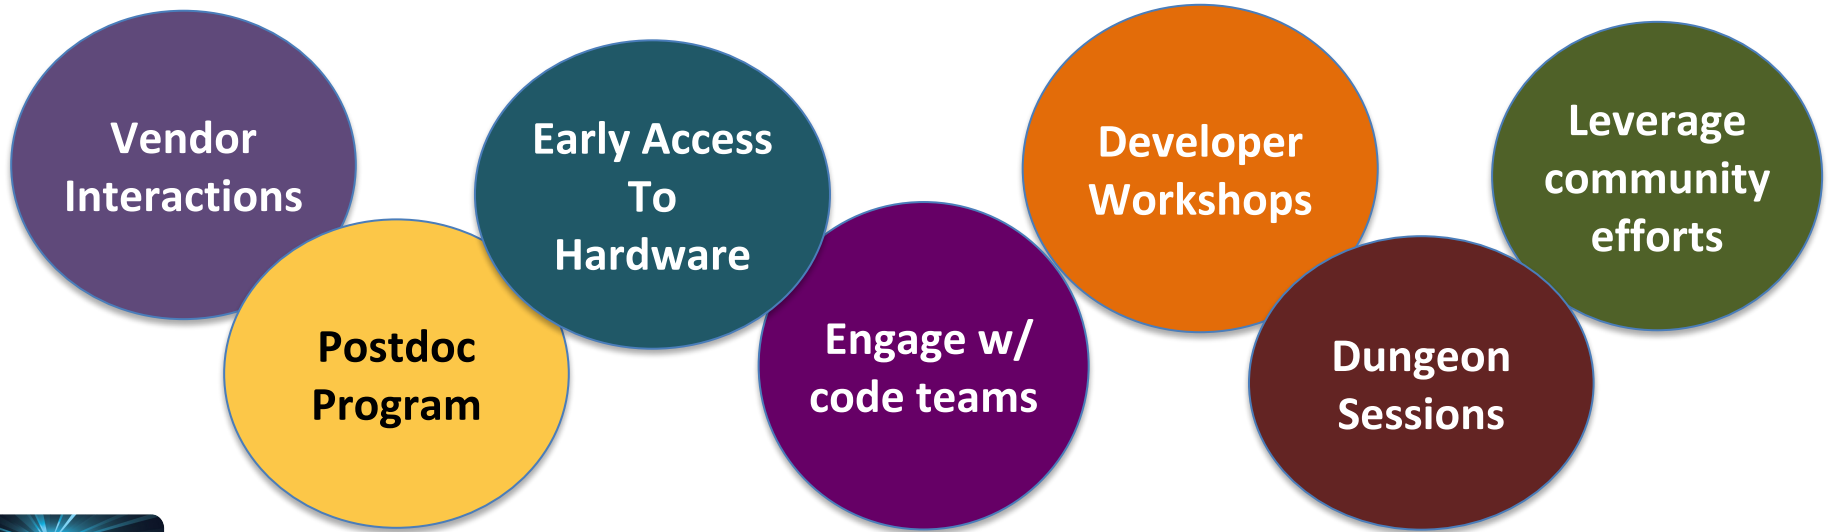 Vendor
Interactions
Postdoc
Program
Early Access
To
Hardware
Engage w/
code teams
Developer
Workshops
Dungeon
Sessions
Leverage
community
efforts